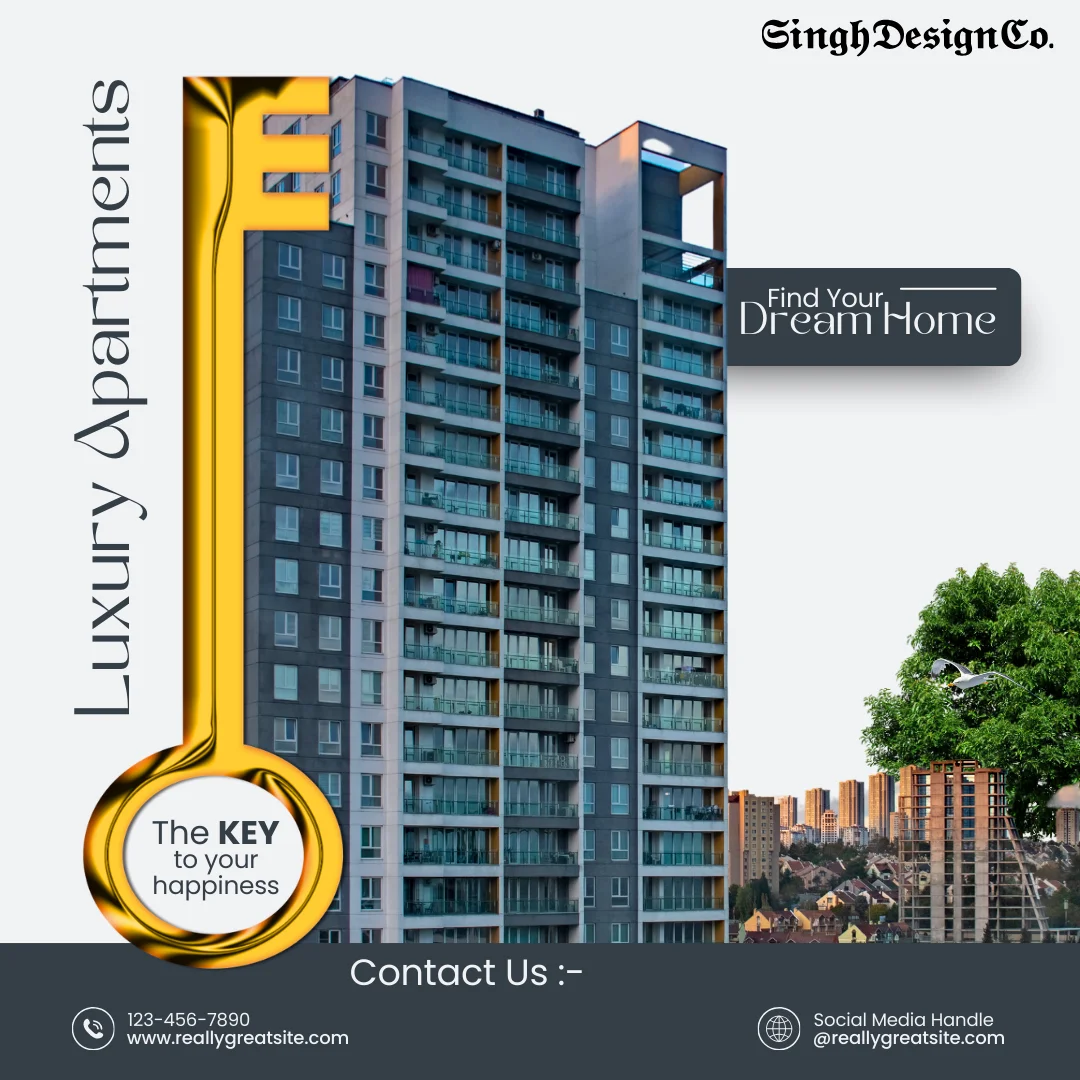 SinghDesignCo.
Luxury Apartments
Find Your
Dream Home
The KEY
to your
happiness
Contact Us :-
123-456-7890
www.reallygreatsite.com
Social Media Handle
@reallygreatsite.com